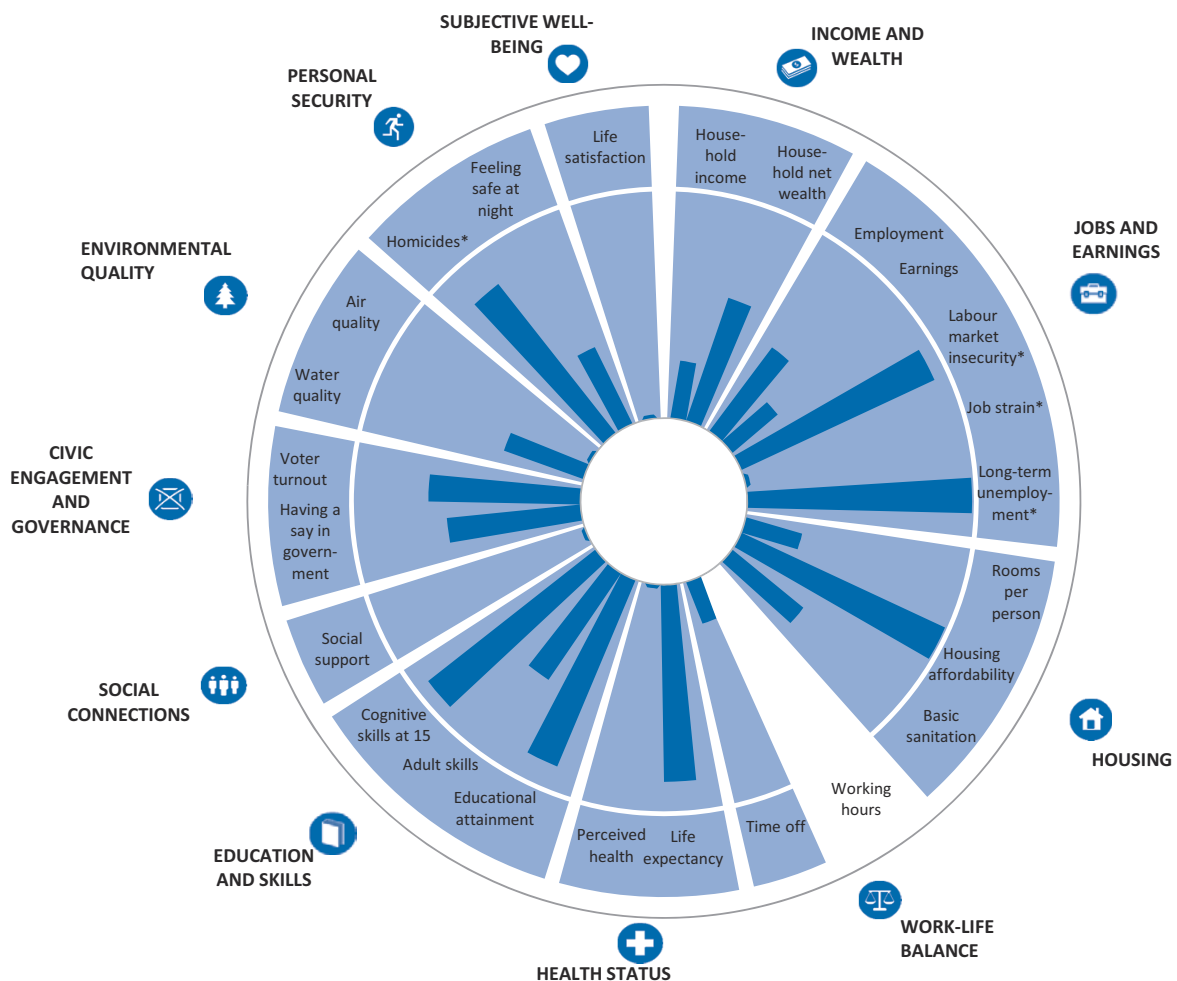 SUBJECTIVE WELL-
BEING
INCOME AND
WEALTH
PERSONAL
SECURITY
Life
satisfaction
House-
hold
income
House-
hold net
wealth
Feeling
safe at
night
Homicides*
Employment
Earnings
JOBS AND
EARNINGS
ENVIRONMENTAL
QUALITY
Air
quality
Water
quality
Labour
market
insecurity*
Job strain*
Long-term
unemploy-
ment*
CIVIC
ENGAGEMENT
AND
GOVERNANCE
Voter
turnout
Having a
say in
govern-
ment
Rooms
per
person
Housing
affordability
Basic
sanitation
HOUSING
Social
support
SOCIAL
CONNECTIONS
Cognitive
skills at 15
Adult skills
Educational
attainment
EDUCATION
AND SKILLS
Perceived
health
Life
expectancy
HEALTH STATUS
Time off
Working
hours
WORK-LIFE
BALANCE